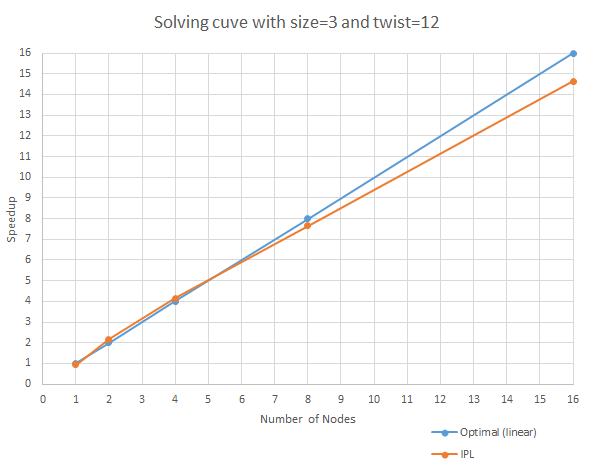 Solving cuve with size=3 and twist=12
16
15
14
13
12
11
10
9
8
7
6
5
4
3
2
1
0
Speedup
0 1 2 3 4 5 6 7 8 9 10 11 12 13 14 15 16
Number of Nodes
Optimal (linear)
IPL